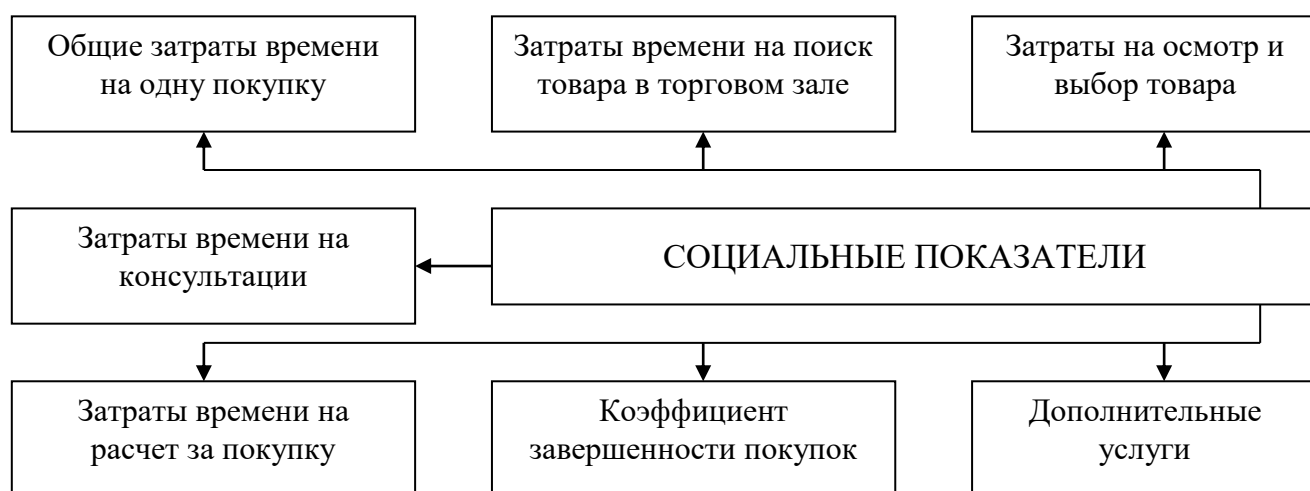 Общие затраты времени
на одну покупку
Затраты времени на поиск
товара в торговом зале
Затраты на осмотр и
выбор товара
Затраты времени на
консультации
СОЦИАЛЬНЫЕ ПОКАЗАТЕЛИ
Затраты времени на
расчет за покупку
Коэффициент
завершенности покупок
Дополнительные
услуги